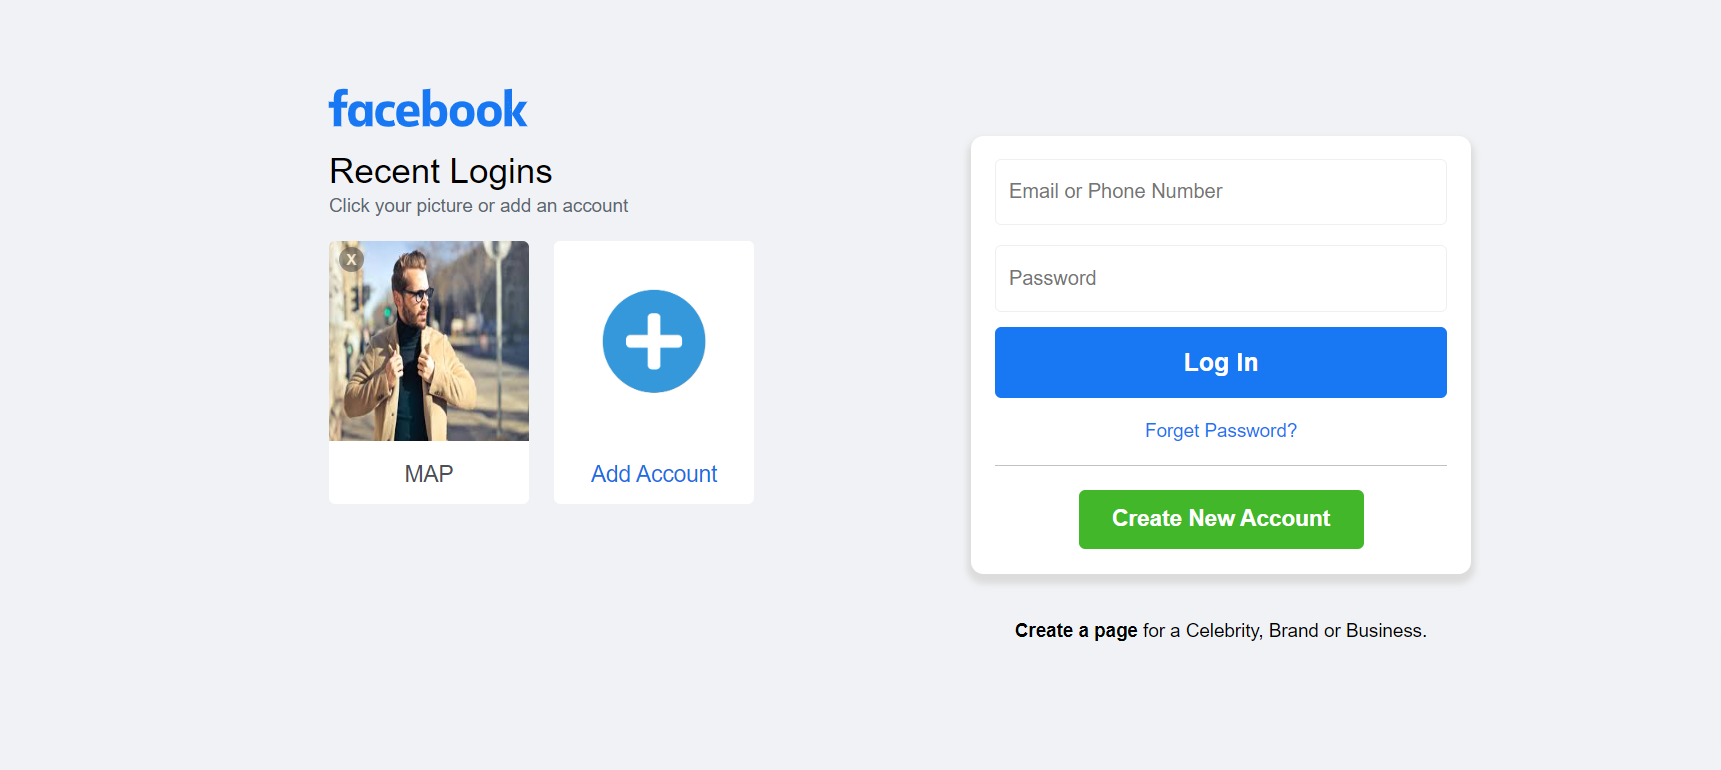 facebook
Recent Logins
Click your picture or add an account
X
MAP
Add Account
Email or Phone Number
Password
Log In
Forget Password?
Create New Account
Create a page for a Celebrity, Brand or Business.